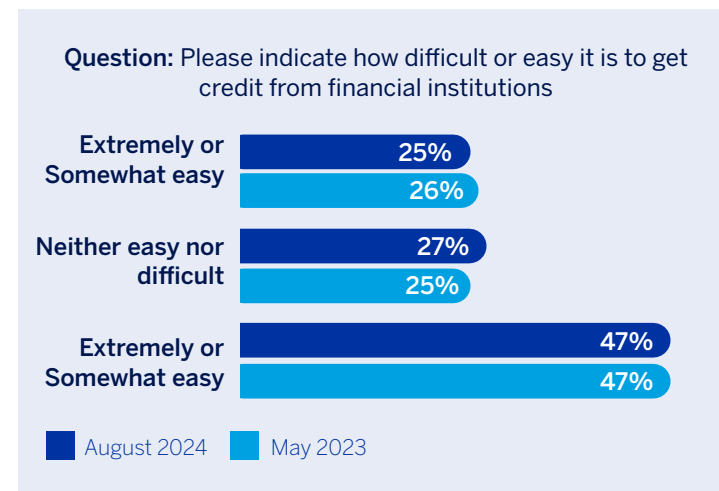 Question: Please indicate how difficult or easy it is to get
credit from financial institutions
Extremely or
Somewhat easy
25%
26%
Neither easy nor
difficult
27%
25%
Extremely or
Somewhat easy
47%
47%
August 2024
May 2023